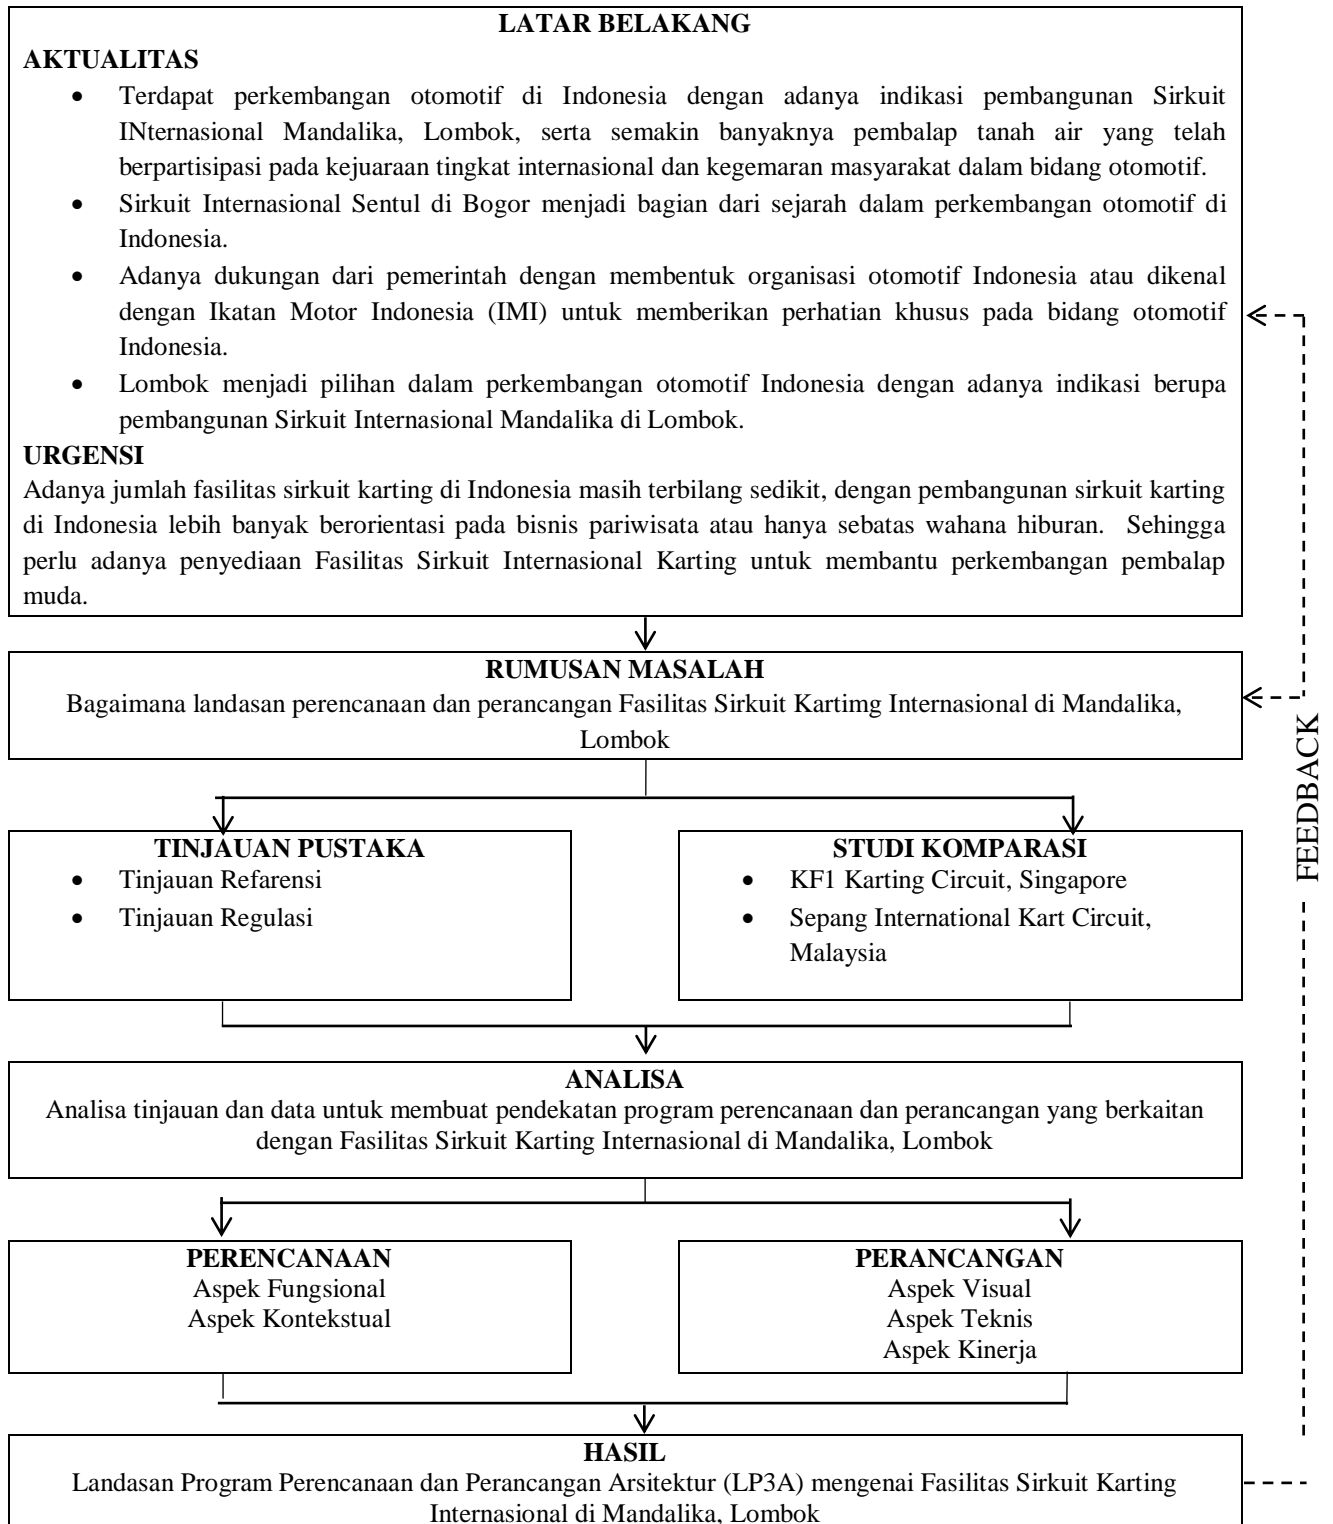 LATAR BELAKANG
AKTUALITAS
• Terdapat perkembangan otomotif di Indonesia dengan adanya indikasi pembangunan Sirkuit
INternasional Mandalika, Lombok, serta semakin banyaknya pembalap tanah air yang telah
berpartisipasi pada kejuaraan tingkat internasional dan kegemaran masyarakat dalam bidang otomotif.
• Sirkuit Internasional Sentul di Bogor menjadi bagian dari sejarah dalam perkembangan otomotif di
Indonesia.
• Adanya dukungan dari pemerintah dengan membentuk organisasi otomotif Indonesia atau dikenal
dengan Ikatan Motor Indonesia (IMI) untuk memberikan perhatian khusus pada bidang otomotif
Indonesia.
• Lombok menjadi pilihan dalam perkembangan otomotif Indonesia dengan adanya indikasi berupa
pembangunan Sirkuit Internasional Mandalika di Lombok.
URGENSI
Adanya jumlah fasilitas sirkuit karting di Indonesia masih terbilang sedikit, dengan pembangunan sirkuit karting
di Indonesia lebih banyak berorientasi pada bisnis pariwisata atau hanya sebatas wahana hiburan. Sehingga
perlu adanya penyediaan Fasilitas Sirkuit Internasional Karting untuk membantu perkembangan pembalap
muda.
RUMUSAN MASALAH
Bagaimana landasan perencanaan dan perancangan Fasilitas Sirkuit Kartimg Internasional di Mandalika,
Lombok
TINJAUAN PUSTAKA
• Tinjauan Refarensi
• Tinjauan Regulasi
STUDI KOMPARASI
• KF1 Karting Circuit, Singapore
• Sepang International Kart Circuit,
Malaysia
ANALISA
Analisa tinjauan dan data untuk membuat pendekatan program perencanaan dan perancangan yang berkaitan
dengan Fasilitas Sirkuit Karting Internasional di Mandalika, Lombok
PERENCANAAN
Aspek Fungsional
Aspek Kontekstual
PERANCANGAN
Aspek Visual
Aspek Teknis
Aspek Kinerja
HASIL
Landasan Program Perencanaan dan Perancangan Arsitektur (LP3A) mengenai Fasilitas Sirkuit Karting
Internasional di Mandalika, Lombok
FEEDBACK